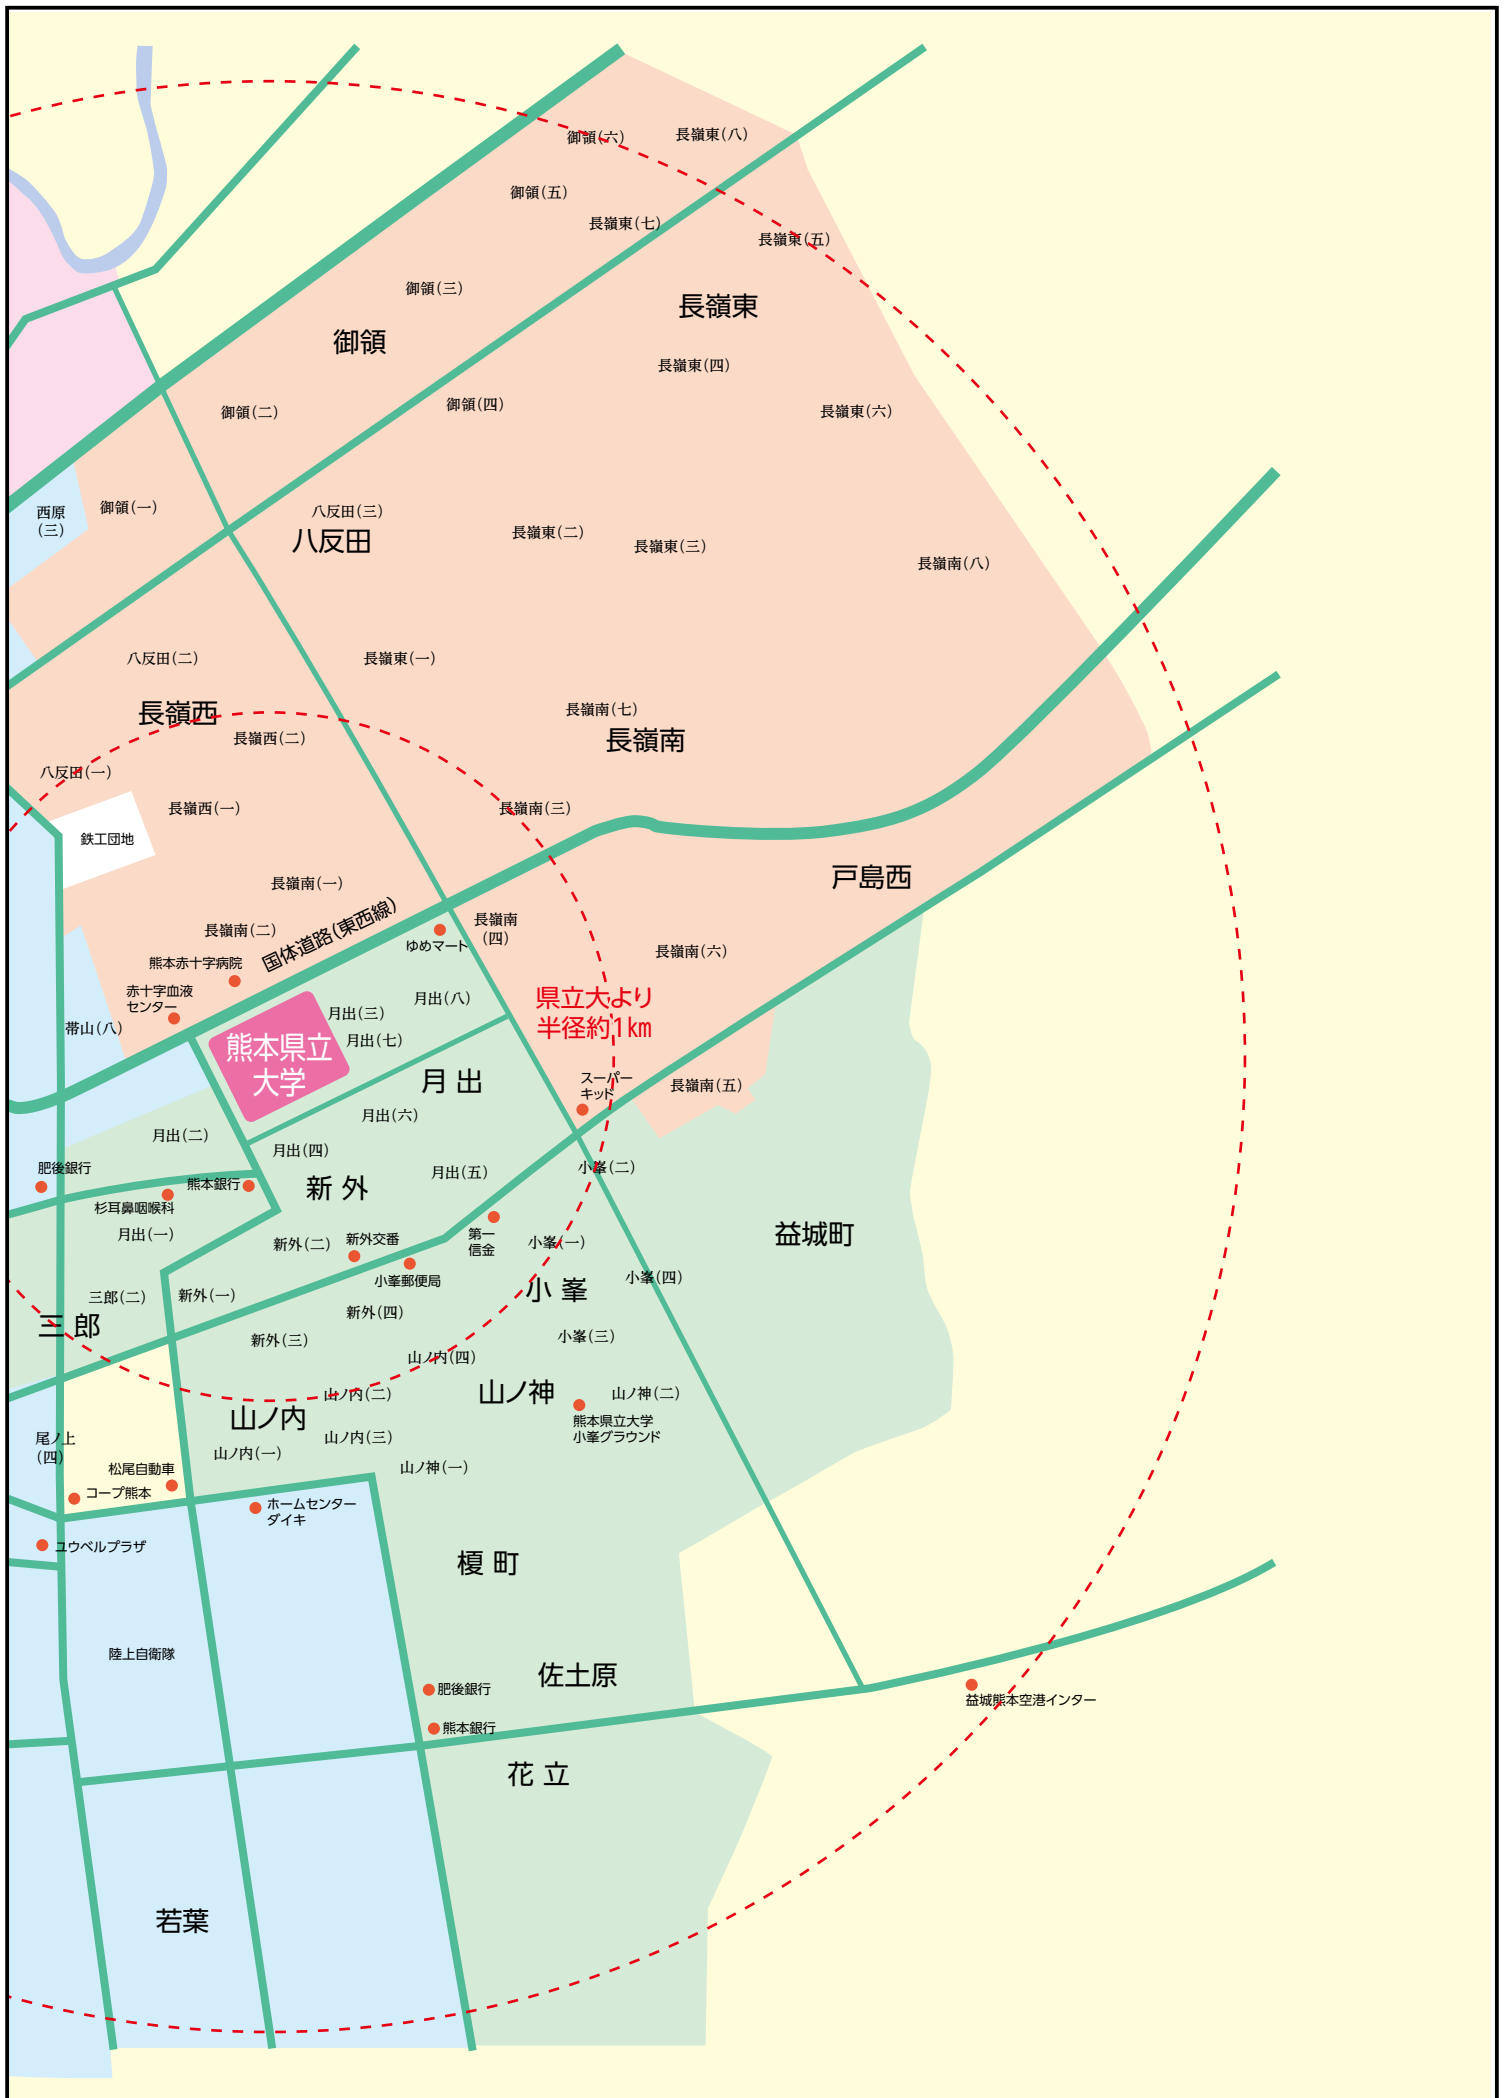 御領(六)
長嶺東(八)
御領(五)
長嶺東(七)
長嶺東(五)
御領(三)
長嶺東
御領
長嶺東(四)
御領(四)
御領(二)
長嶺東(六)
西原
(三)
御領(一)
八反田(三)
八反田
長嶺東(二)
長嶺東(三)
長嶺南(八)
八反田(二)
長嶺東(一)
長嶺西
長嶺南(七)
長嶺西(二)
長嶺南
八反田(一)
長嶺西(一)
長嶺南(三)
鉄工団地
戸島西
長嶺南(一)
長嶺南(二)
国体道路(東西線)
長嶺南
(四)
ゆめマート
長嶺南(六)
熊本赤十字病院
赤十字血液
センター
帯山(八)
月出(三)
月出(八)
県立大より
半径約1km
月出(七)
熊本県立
大学
月出
スーパー
キッド
長嶺南(五)
月出(六)
月出(二)
月出(四)
肥後銀行
熊本銀行
新外
月出(五)
小峯(二)
杉耳鼻咽喉科
月出(一)
新外(二)
新外交番
第一
信金
小峯(一)
益城町
小峯郵便局
小峯(四)
三郎(二)
新外(一)
小峯
三郎
新外(四)
新外(三)
小峯(三)
山ノ内(四)
山ノ内(二)
山ノ神
山ノ神(二)
山ノ内
熊本県立大学
小峯グラウンド
尾ノ上
(四)
山ノ内(三)
山ノ内(一)
山ノ神(一)
松尾自動車
コープ熊本
ホームセンター
ダイキ
ユウベルプラザ
榎町
陸上自衛隊
佐土原
肥後銀行
益城熊本空港インター
熊本銀行
花立
若葉